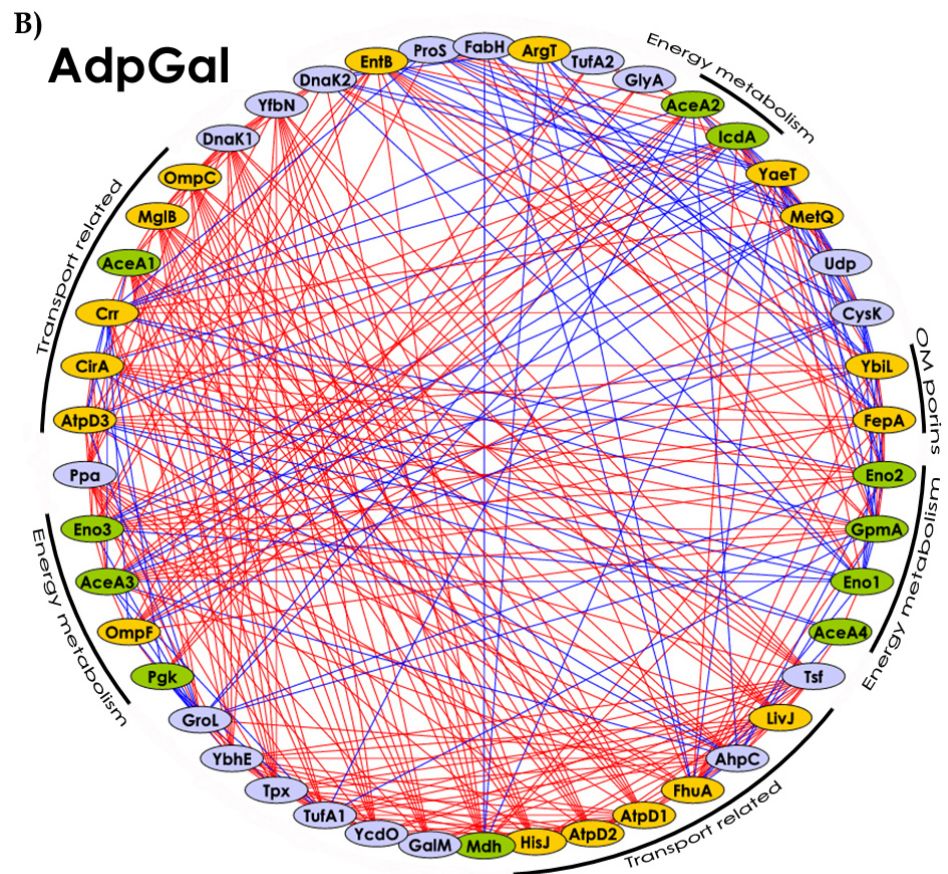 B)
AdpGal
FabH
ArgT
TufA2
GlyA
Energy metabolism
AceA2
IcdA
YaeT
MetQ
Udp
CysK
OM porins
YbiL
FepA
Eno2
GpmA
Eno1
AceA4
Energy metabolism
Tsf
LivJ
AhpC
FhuA
AtpD1
AtpD2
HisJ
Transport related
Mdh
GalM
YcdO
TufA1
Tpx
YbhE
GroL
Pgk
OmpF
AceA3
Eno3
Energy metabolism
Ppa
AtpD3
CirA
Crr
AceA1
MglB
OmpC
Transport related
DnaK1
YfbN
DnaK2
EntB
ProS